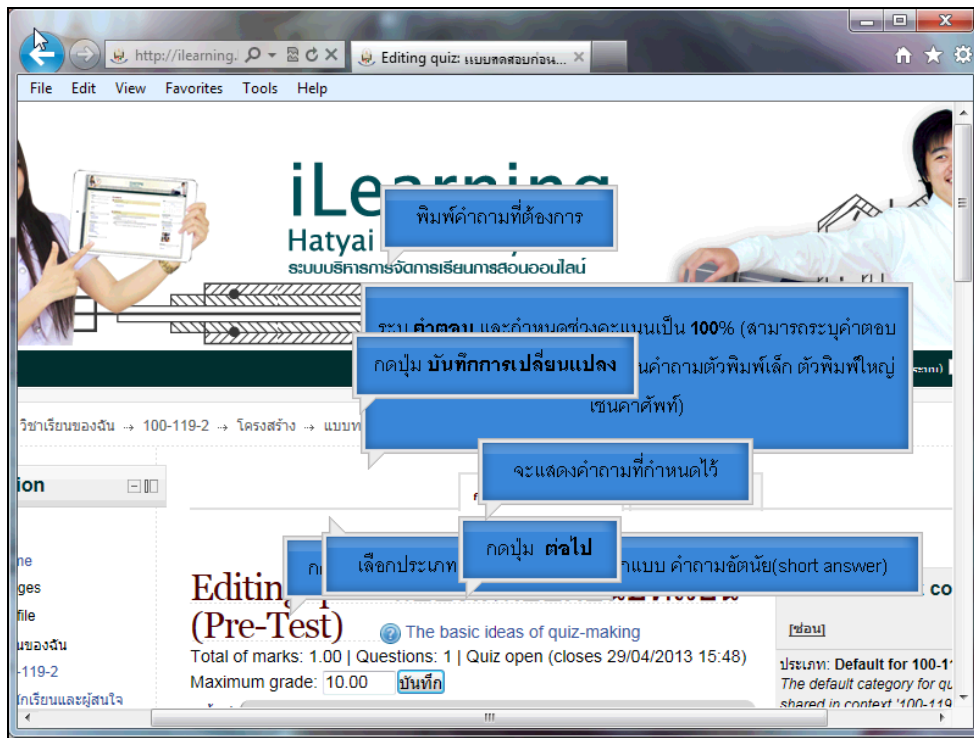 http://ilearning.
Editing quiz: แบบทดสอบก่อน...
File Edit View Favorites Tools Help
iLearning
พิมพ์คำถามที่ต้องการ
Hatyai
ระบบบริหารการจัดการเรียนการสอนออนไลน์
ระบุ คำตอบ และกำหนดช่วงคะแนนเป็น 100% (สามารถระบุคำตอบ
กดปุ่ม บันทึกการเปลี่ยนแปลง
นคำถามตัวพิมพ์เล็ก ตัวพิมพ์ใหญ่
เช่นคำศัพท์)
วิชาเรียนของฉัน → 100-119-2 → โครงสร้าง → แบบท
จะแสดงคำถามที่กำหนดไว้
ion
กดปุ่ม ต่อไป
เลือกประเภท
กแบบ คำถามอัตนัย(short answer)
me
ges
file
นของฉัน
-119-2
Editing
(Pre-Test)
The basic ideas of quiz-making
Total of marks: 1.00 | Questions: 1 | Quiz open (closes 29/04/2013 15:48)
Maximum grade: 10.00 บันทึก
co
[ซ่อน]
ประเภท: Default for 100-1
The default category for qu
shared in context '100-119
กเรียนและผู้สนใจ